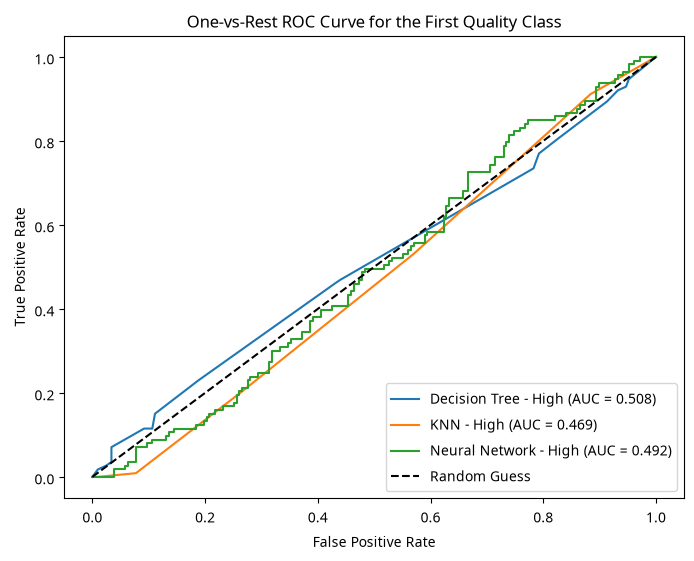 One-vs-Rest ROC Curve for the First Quality Class
True Positive Rate
1.0
0.8
0.6
0.4
0.2
0.0
0.0 0.2 0.4 0.6 0.8 1.0
False Positive Rate
Decision Tree - High (AUC = 0.508)
KNN - High (AUC = 0.469)
Neural Network - High (AUC = 0.492)
Random Guess